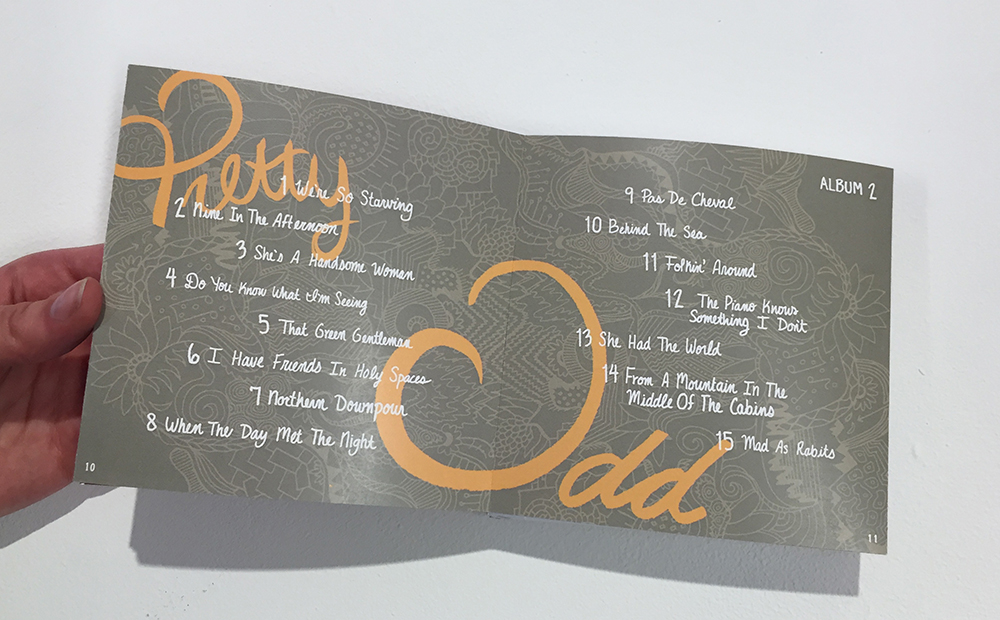 Pretty
1 We're So Starving
2 Nine In The Afternoon
3 She's A Handsome Women
4 Do You Know What I'm Seeing
5 That Green Gentleman
6 I Have Friends In Holy Spaces
7 Northern Downpour
8 When The Day Met The Night
10
Odd
ALBUM 2
9 Pas De Cheval
10 Behind The Sea
11 Folkin' Around
12 The Piano Knows
Something I Don't
13 She Had The World
14 From A Mountain In The
Middle Of The Cabins
15 Mad As Rabits
11